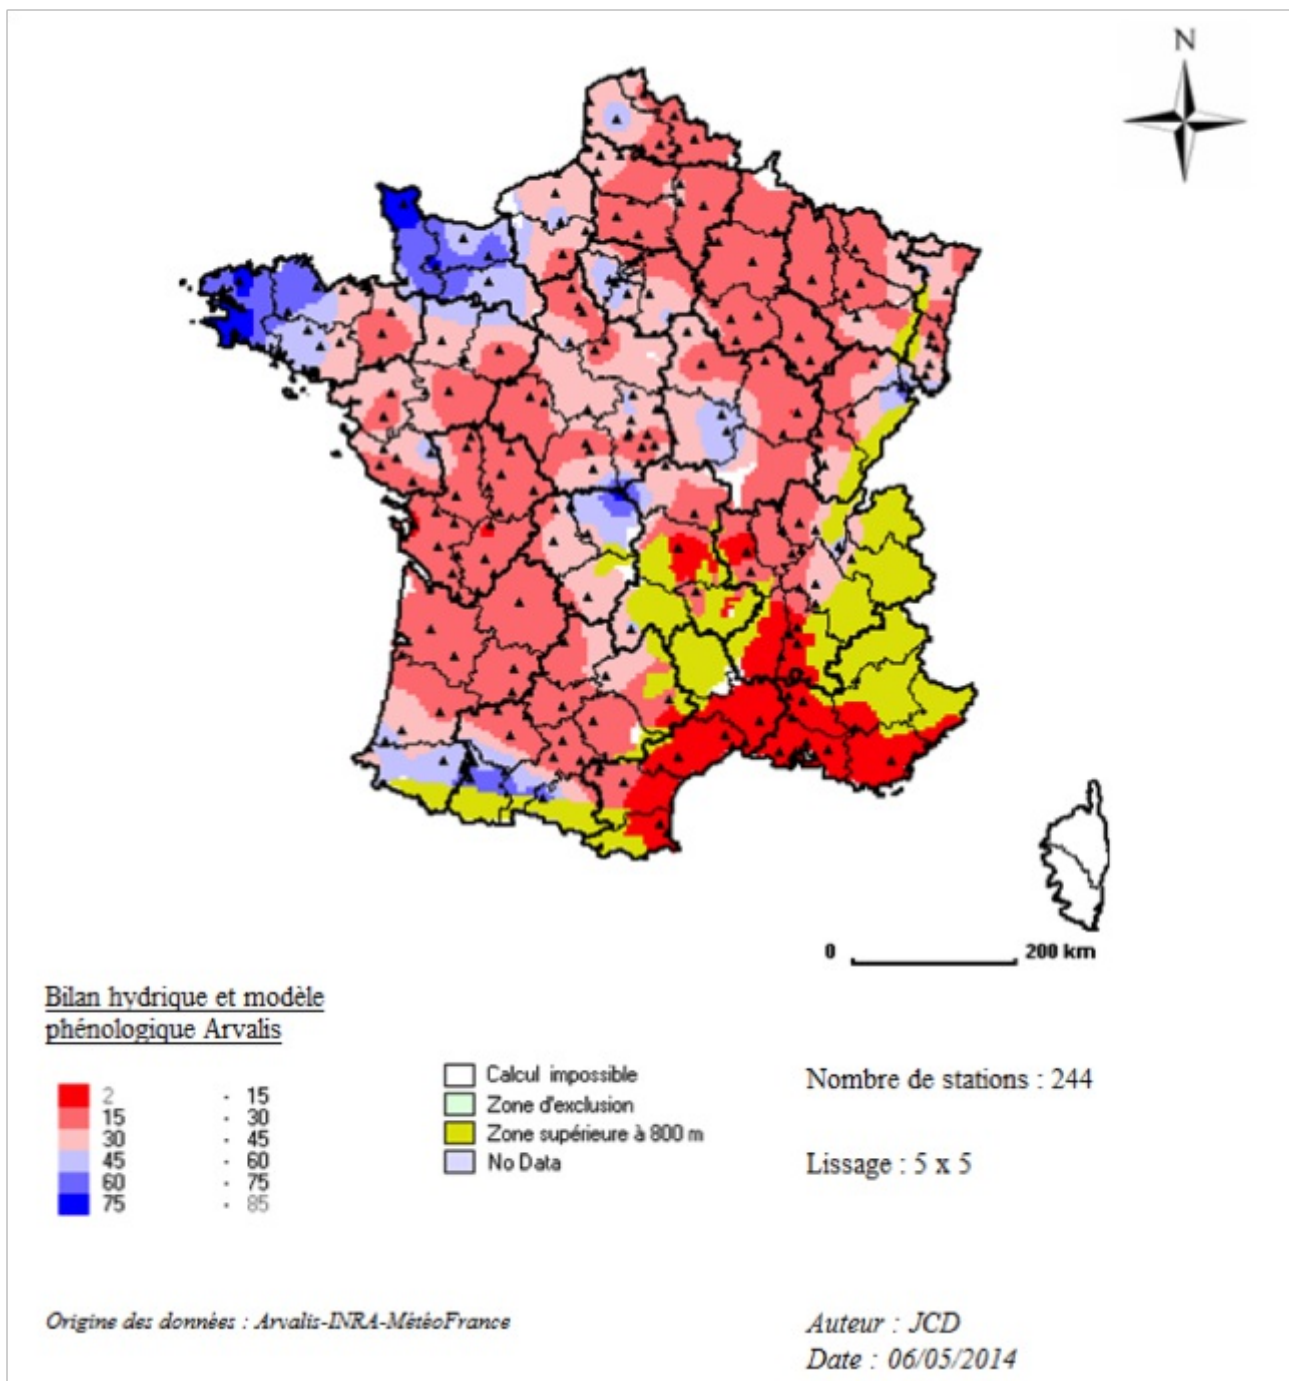 N
0 200 km
Bilan hydrique et modèle
phénologique Arvalis
2 · 15
15 · 30
30 · 45
45 · 60
60 · 75
75 · 85
Calcul impossible
Zone d'exclusion
Zone supérieure à 800 m
No Data
Nombre de stations : 244
Lissage : 5 x 5
Origine des données : Arvalis-INRA-MétéoFrance
Auteur : JCD
Date : 06/05/2014